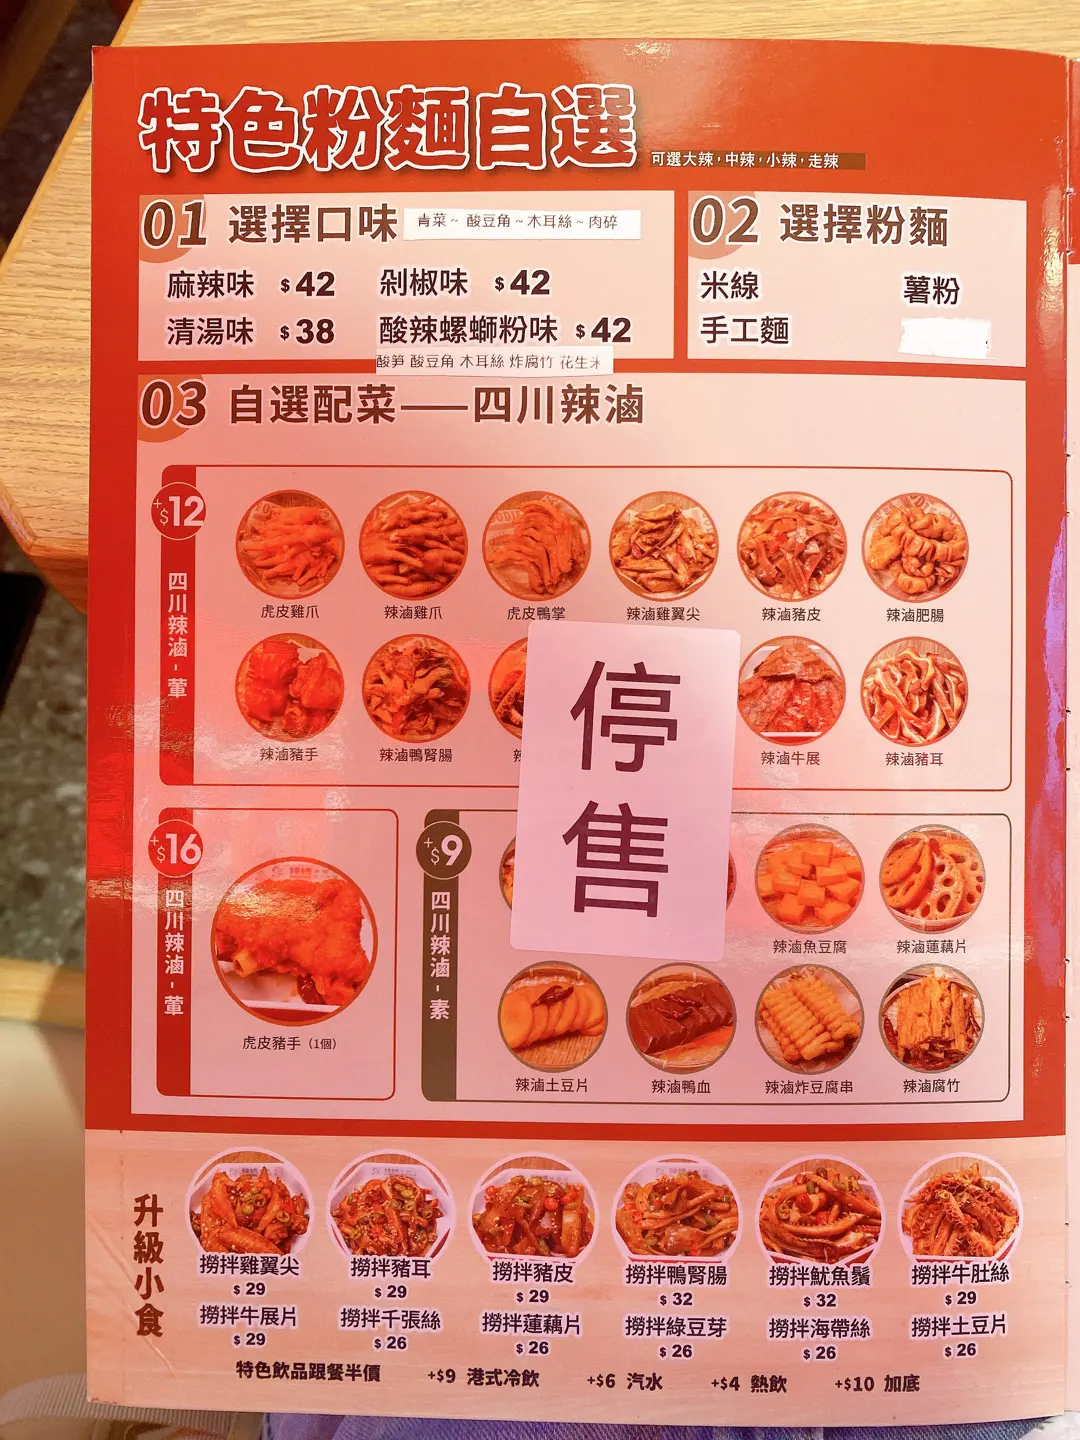 特色粉麵自選
可選大辣,中辣,小辣,走辣
01 選擇口味
青菜~ 酸豆角~木耳絲~肉碎
麻辣味 $42 剁椒味 $42
清湯味 $38 酸辣螺螄粉味 $42
酸笋 酸豆角 木耳絲 炸腐竹 花生米
02 選擇粉麵
米線 薯粉
手工麵
03 自選配菜——四川辣滷
+$12
四川辣滷-葷
虎皮雞爪 辣滷雞爪 虎皮鴨掌 辣滷雞翼尖 辣滷豬皮 辣滷肥腸
辣滷豬手 辣滷鴨腎腸 辣滷牛展 辣滷豬耳
停售
+$16
四川辣滷-葷
虎皮豬手(1個)
+$9
四川辣滷-素
辣滷魚豆腐 辣滷蓮藕片
辣滷土豆片 辣滷鴨血 辣滷炸豆腐串 辣滷腐竹
升級小食
撈拌雞翼尖 撈拌豬耳 撈拌豬皮 撈拌鴨腎腸 撈拌魷魚鬚 撈拌牛肚絲
$29 $29 $29 $32 $32 $29
撈拌牛展片 撈拌千張絲 撈拌蓮藕片 撈拌綠豆芽 撈拌海帶絲 撈拌土豆片
$29 $26 $26 $26 $26 $26
特色飲品跟餐半價 +$9 港式冷飲 +$6 汽水 +$4 熱飲 +$10 加底